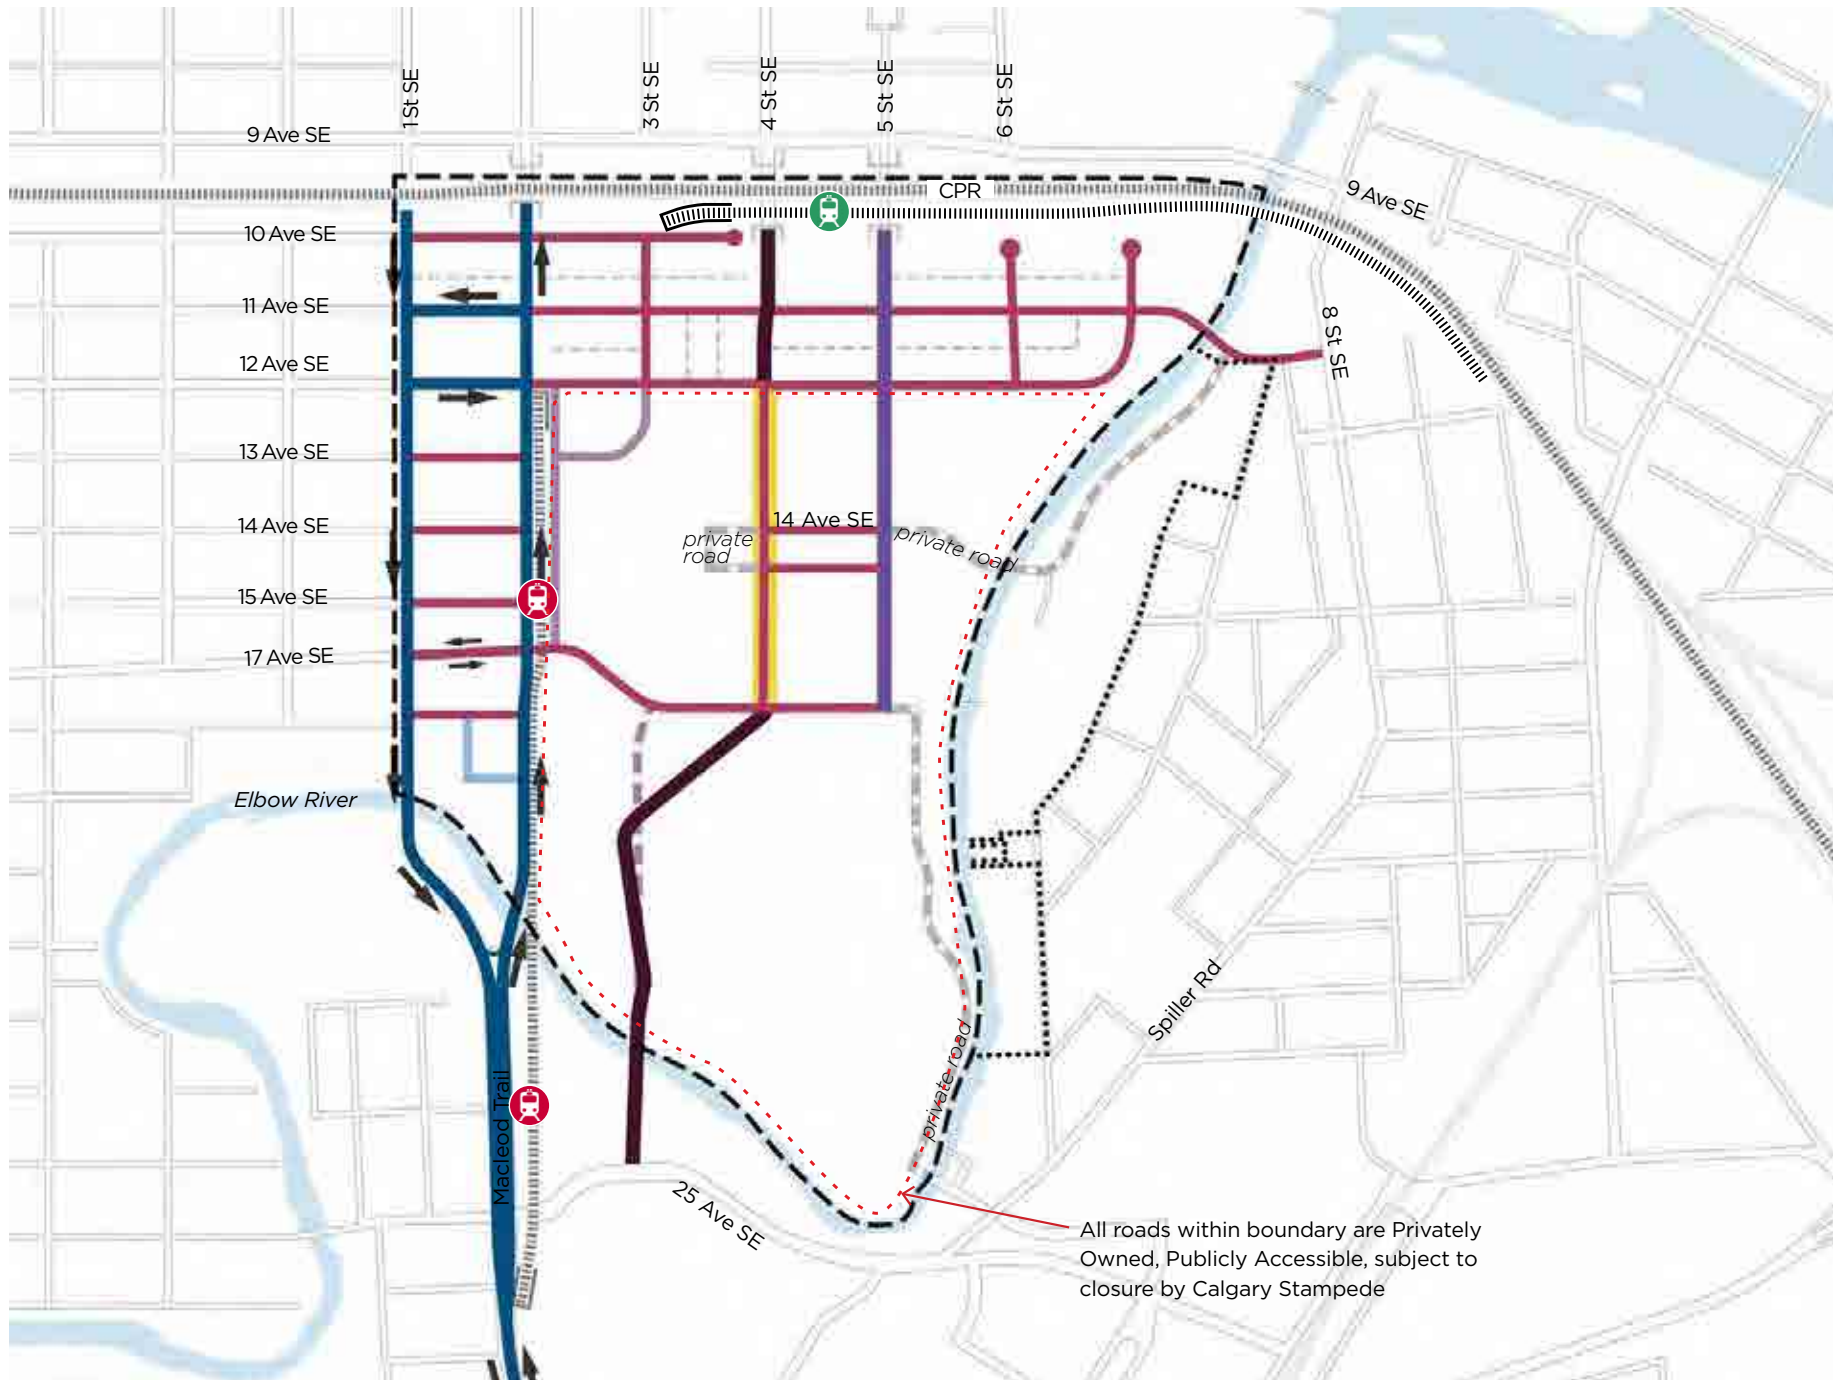 1 St SE
3 St SE
4 St SE
5 St SE
6 St SE
9 Ave SE
CPR
9 Ave SE
10 Ave SE
11 Ave SE
8 St SE
12 Ave SE
13 Ave SE
14 Ave SE
14 Ave SE
private
road
private road
15 Ave SE
17 Ave SE
Elbow River
Spiller Rd
private road
Macleod Trail
25 Ave SE
All roads within boundary are Privately
Owned, Publicly Accessible, subject to
closure by Calgary Stampede